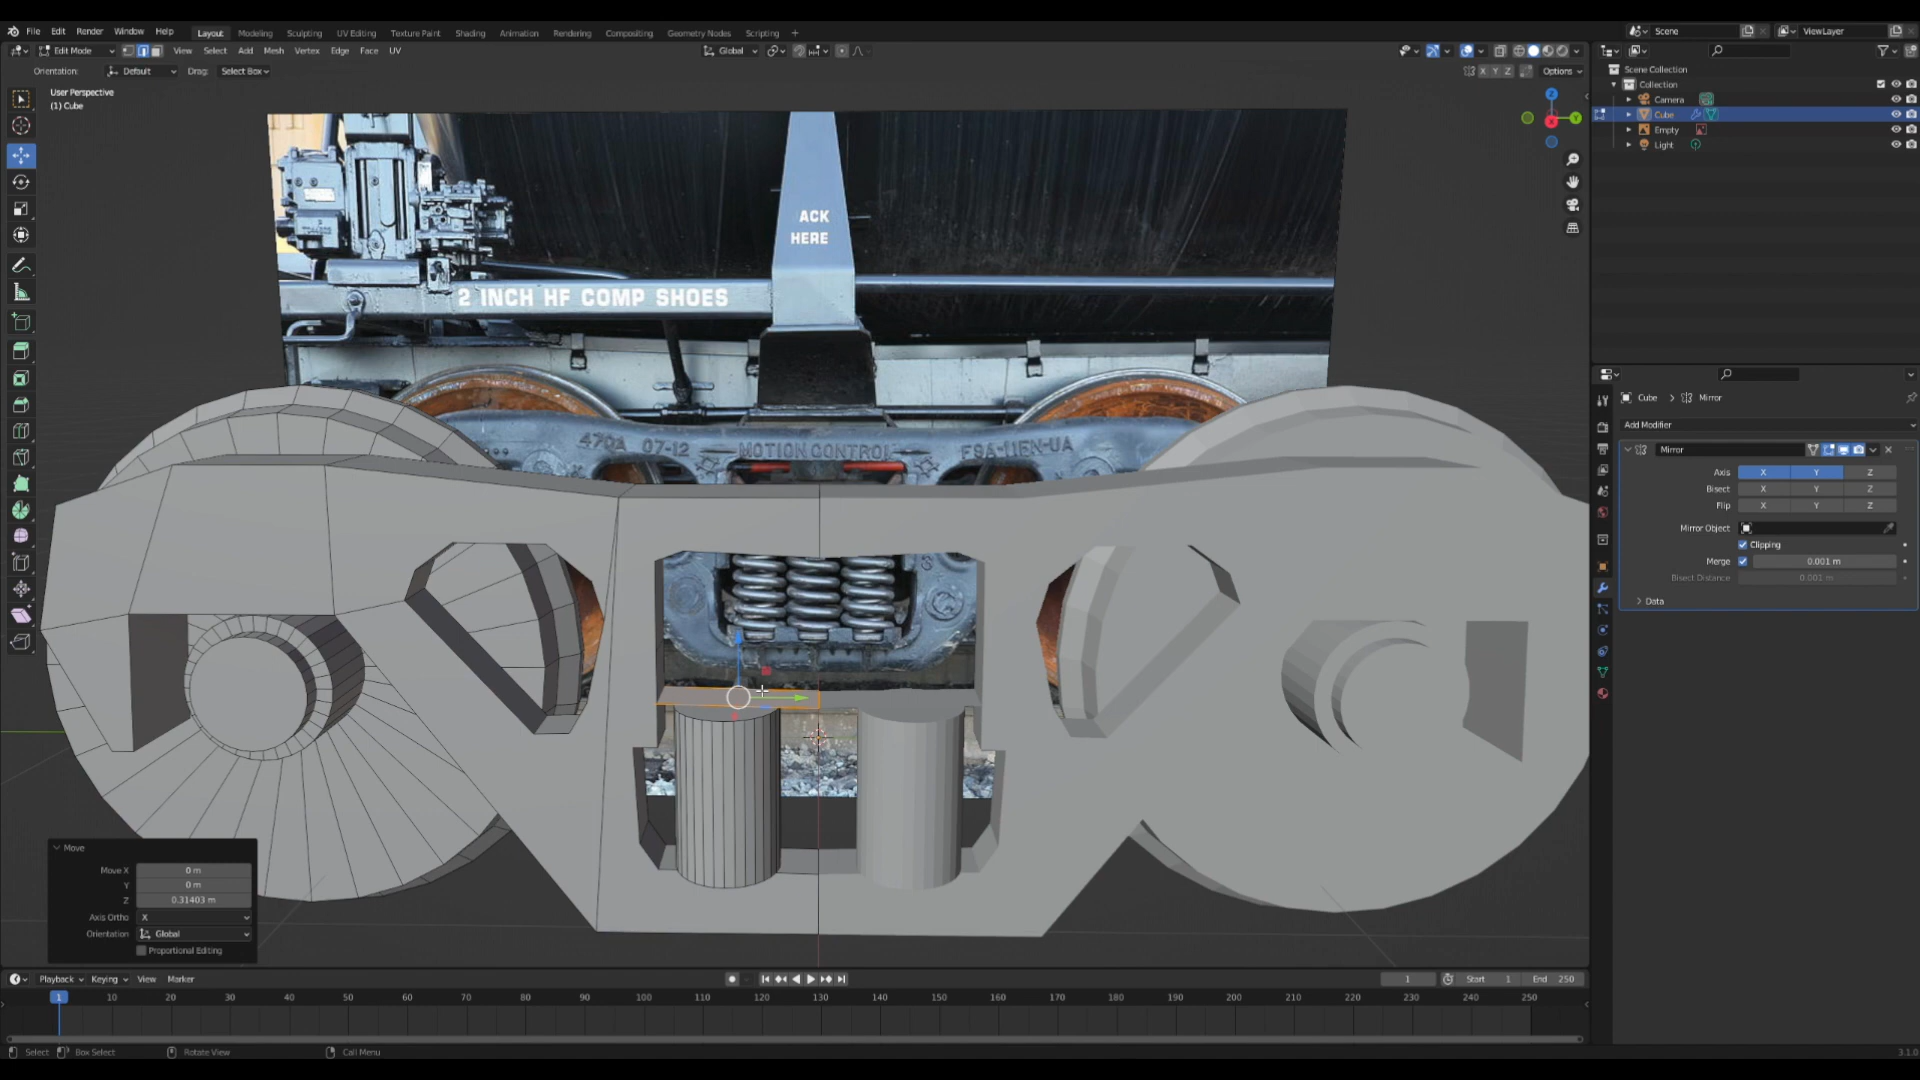 File Edit Render Window Help Layout Modeling Sculpting UV Editing Texture Paint Shading Animation Rendering Compositing Geometry Nodes Scripting + Scene ViewLayer
Edit Mode View Select Add Mesh Vertex Edge Face UV Global
Orientation: Default Drag: Select Box X Y Z Options
User Perspective
(1) Cube
Scene Collection
Collection
Camera
Cube
Empty
Light
Z
Y
X
ACK
HERE
2 INCH HF COMP SHOES
470A 07-12 MOTION CONTROL FSA-11EN-UA
Cube > Mirror
Add Modifier
Mirror
Axis X Y Z
Bisect X Y Z
Flip X Y Z
Mirror Object
Clipping
Merge 0.001 m
Bisect Distance 0.001 m
Data
Move
Move X 0 m
Y 0 m
Z 0.31403 m
Axis Ortho X
Orientation Global
Proportional Editing
Playback Keying View Marker 1 Start 1 End 250
1 10 20 30 40 50 60 70 80 90 100 110 120 130 140 150 160 170 180 190 200 210 220 230 240 250
Select Box Select Rotate View Call Menu 3.1.0